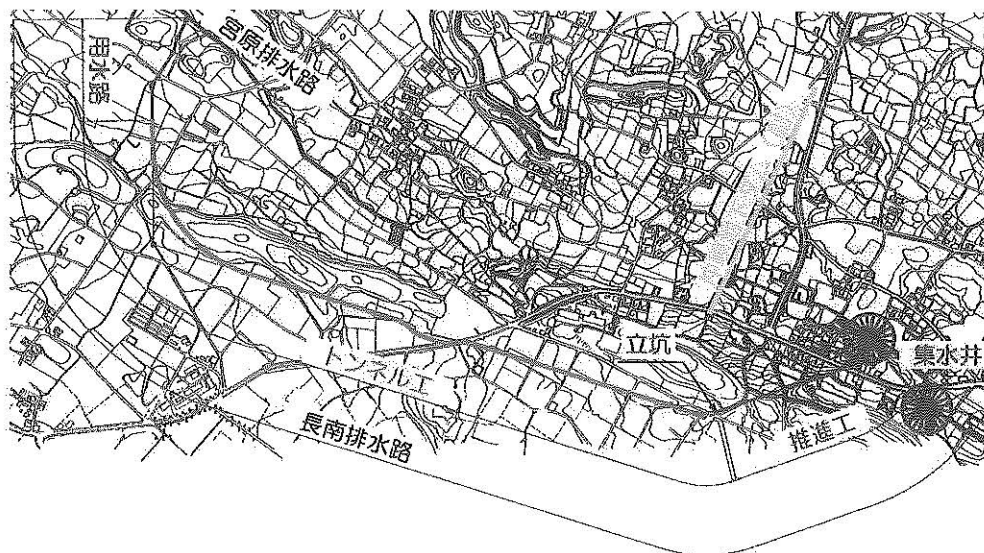 用水路
宮原排水路
立坑
集水井
トンネル工
長南排水路
推進工